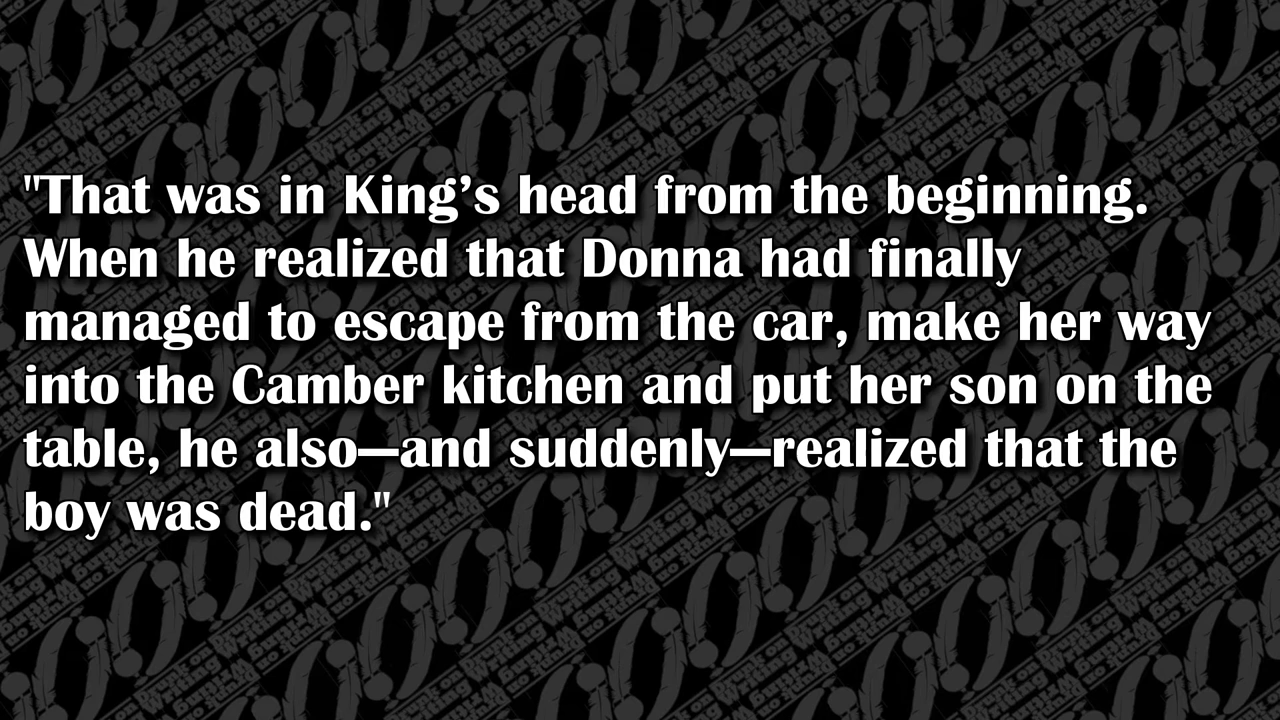 "That was in King’s head from the beginning.
When he realized that Donna had finally
managed to escape from the car, make her way
into the Camber kitchen and put her son on the
table, he also—and suddenly—realized that the
boy was dead."